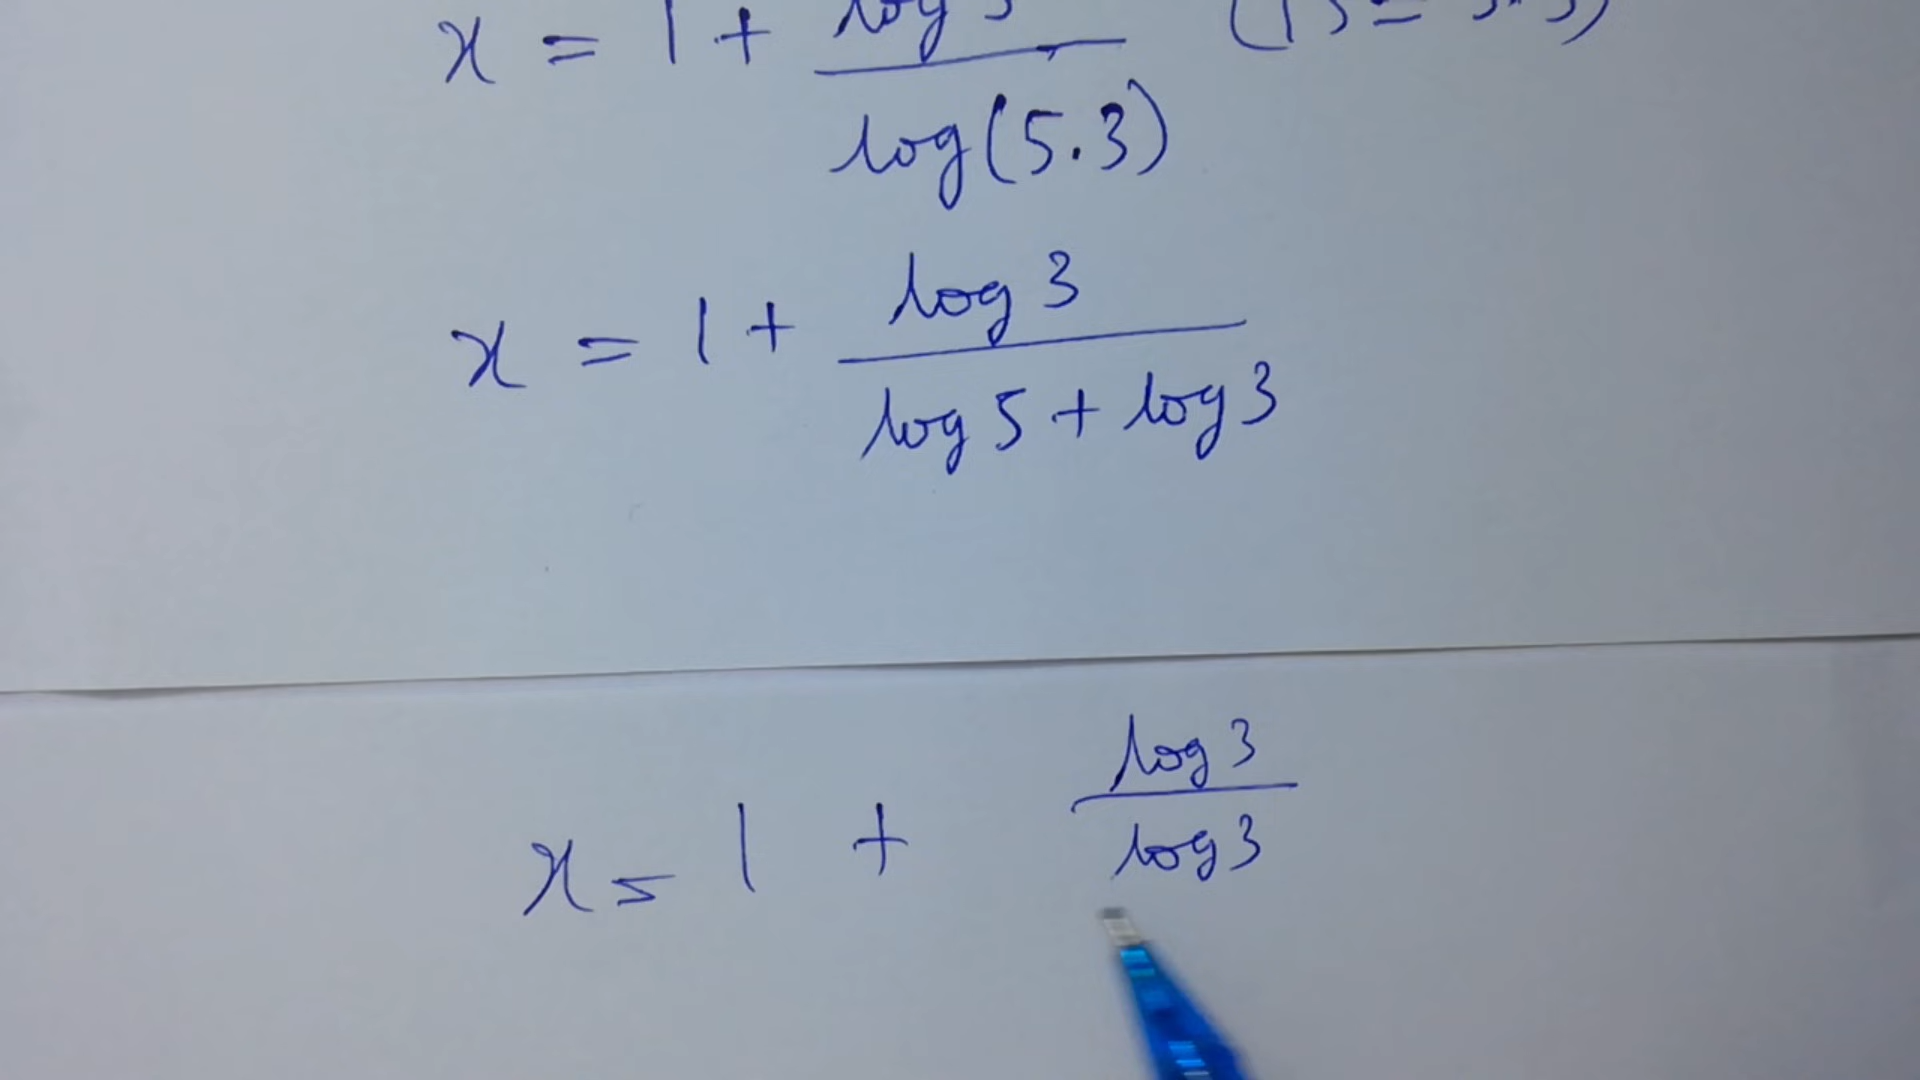 x = 1 + log 3
log(5.3)
x = 1 + log 3
log 5 + log 3
x = 1 + log 3
log 3